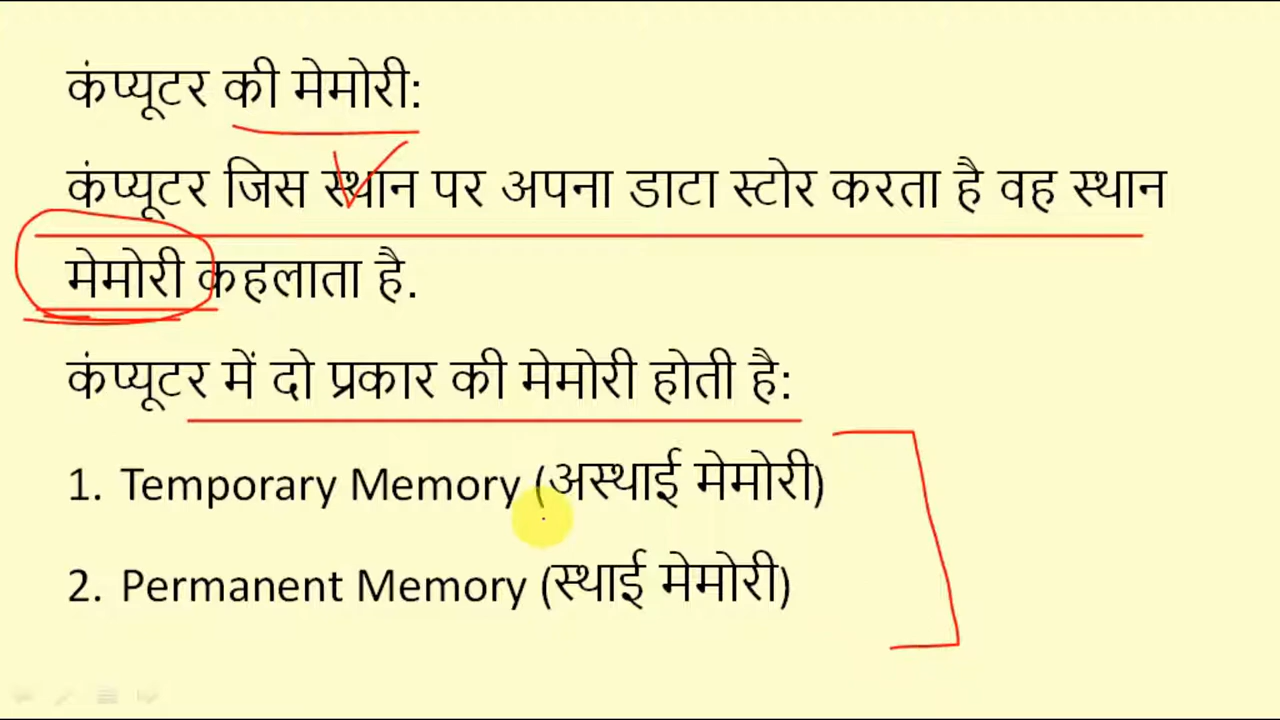 कंप्यूटर की मेमोरी:
कंप्यूटर जिस स्थान पर अपना डाटा स्टोर करता है वह स्थान
मेमोरी कहलाता है.
कंप्यूटर में दो प्रकार की मेमोरी होती है:
1. Temporary Memory (अस्थाई मेमोरी)
2. Permanent Memory (स्थाई मेमोरी)